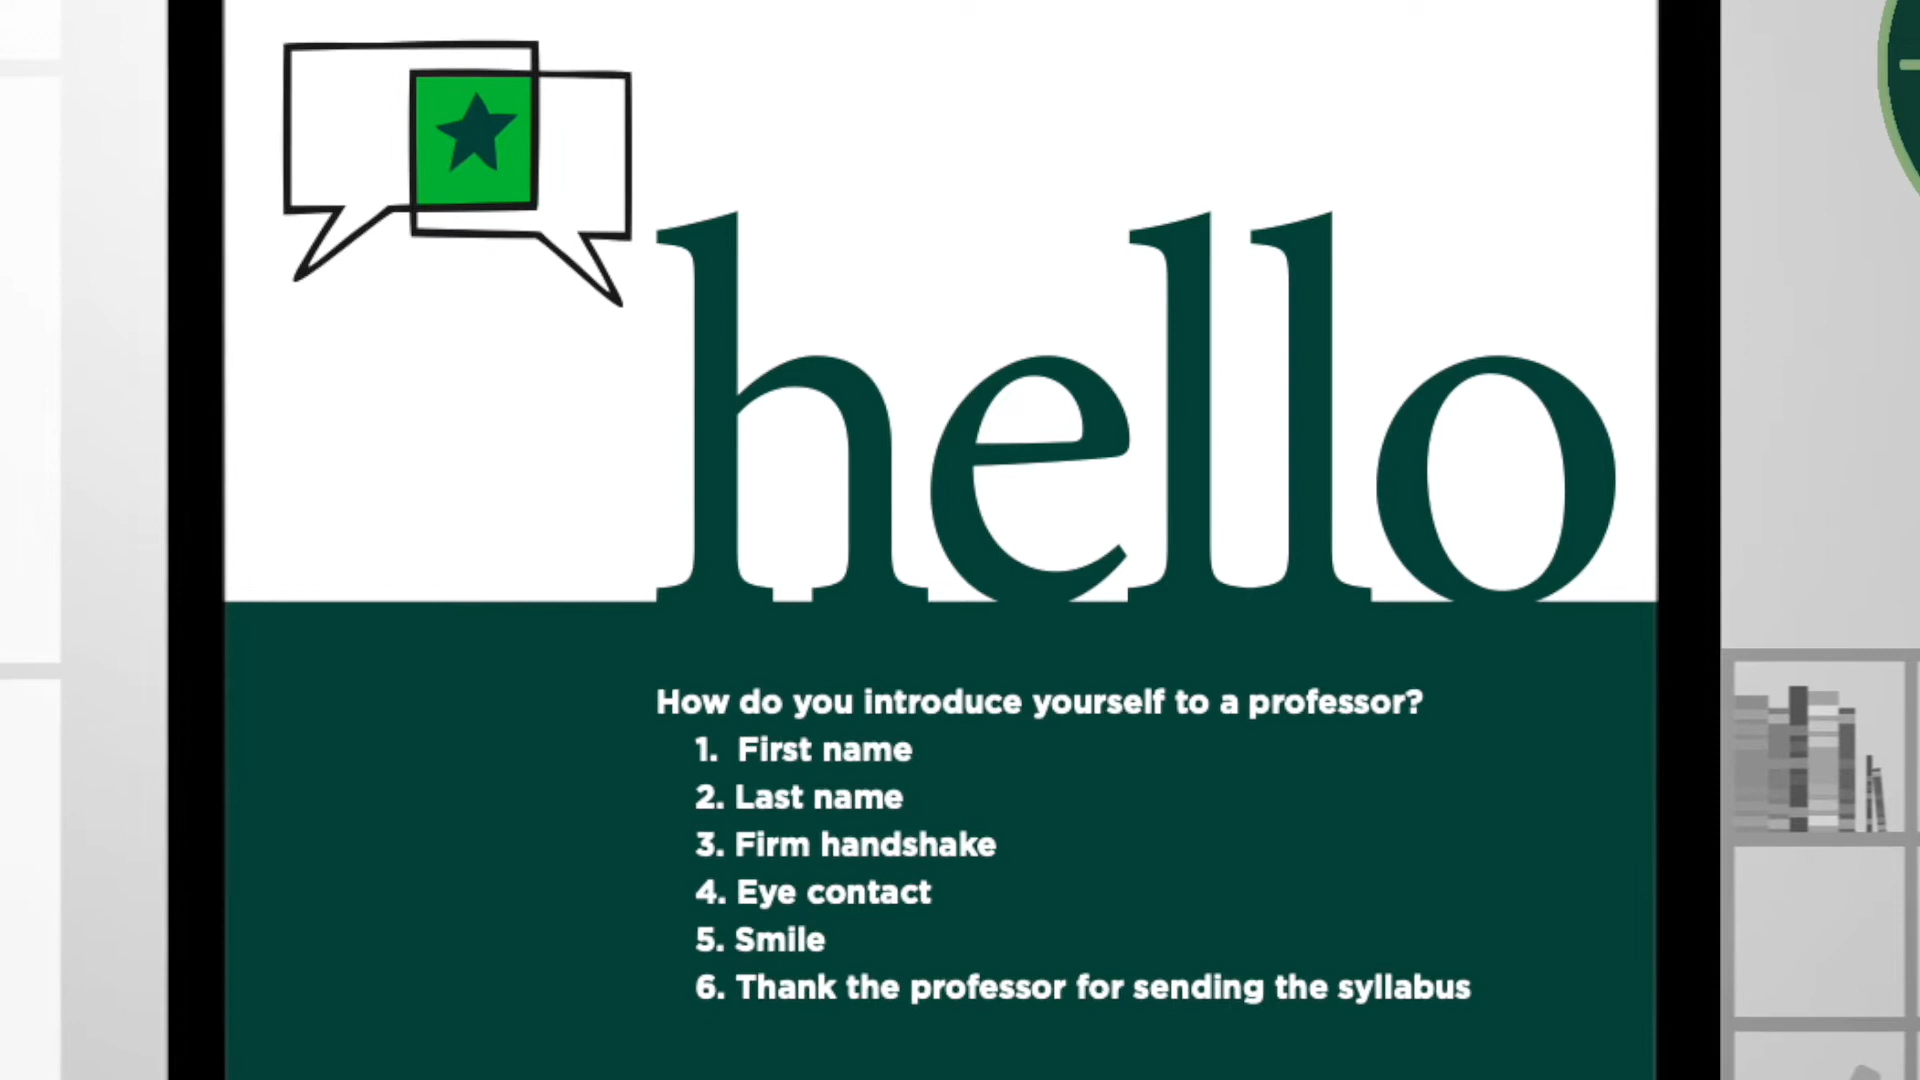 hello
How do you introduce yourself to a professor?
1. First name
2. Last name
3. Firm handshake
4. Eye contact
5. Smile
6. Thank the professor for sending the syllabus